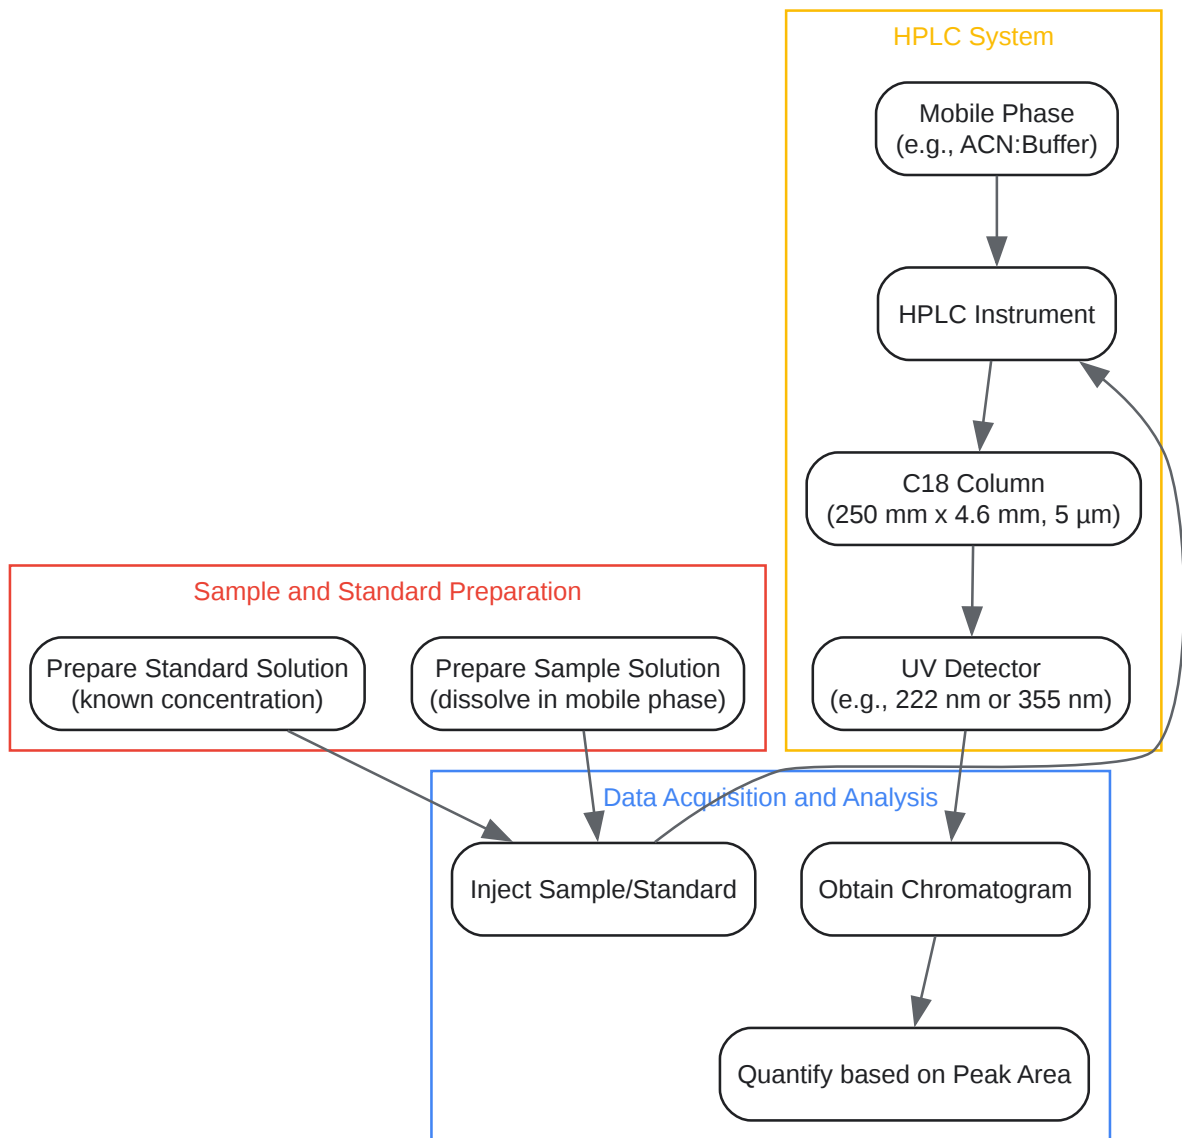 HPLC System
Mobile Phase
(e.g., ACN:Buffer)
HPLC Instrument
C18 Column
(250 mm x 4.6 mm, 5 µm)
UV Detector
(e.g., 222 nm or 355 nm)
Sample and Standard Preparation
Prepare Standard Solution
(known concentration)
Prepare Sample Solution
(dissolve in mobile phase)
Data Acquisition and Analysis
Inject Sample/Standard
Obtain Chromatogram
Quantify based on Peak Area